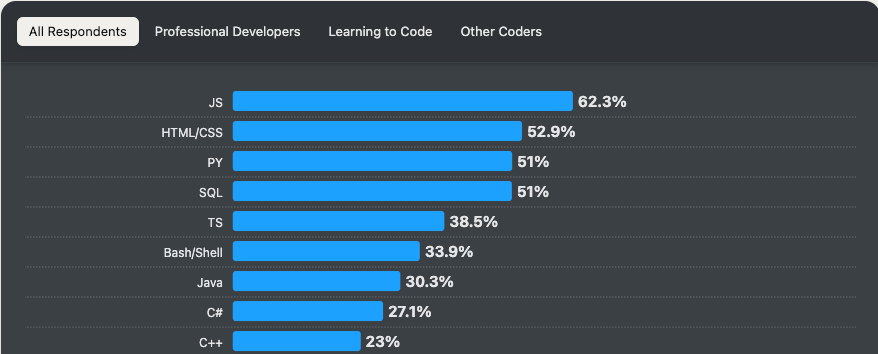 All Respondents Professional Developers Learning to Code Other Coders
JS 62.3%
HTML/CSS 52.9%
PY 51%
SQL 51%
TS 38.5%
Bash/Shell 33.9%
Java 30.3%
C# 27.1%
C++ 23%